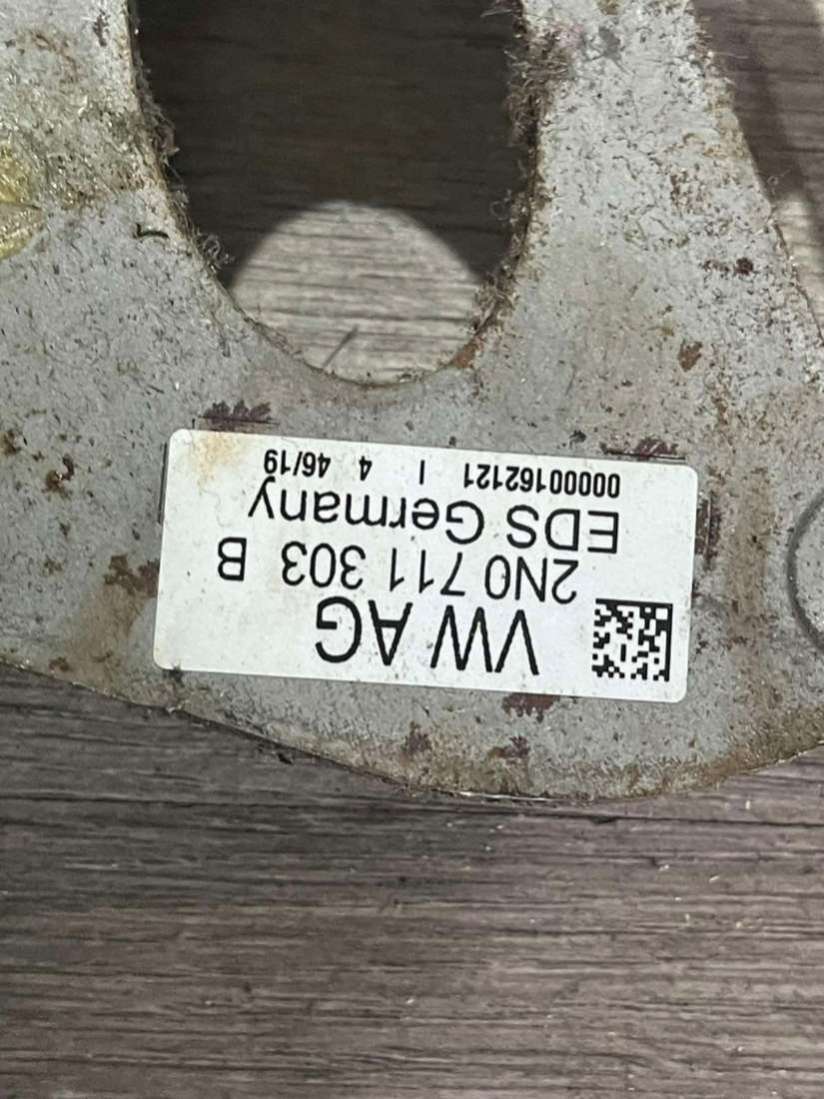 VW AG
2N0 711 303 B
EDS Germany
0000162121 I 4 46/19